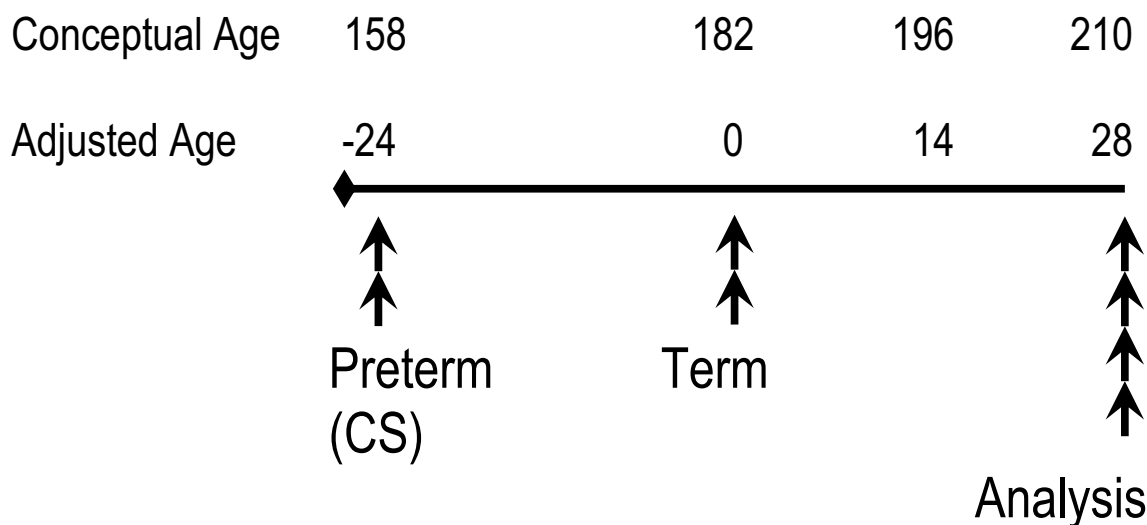 Conceptual Age 158 182 196 210
Adjusted Age -24 0 14 28
Preterm Term
(CS)
Analysis